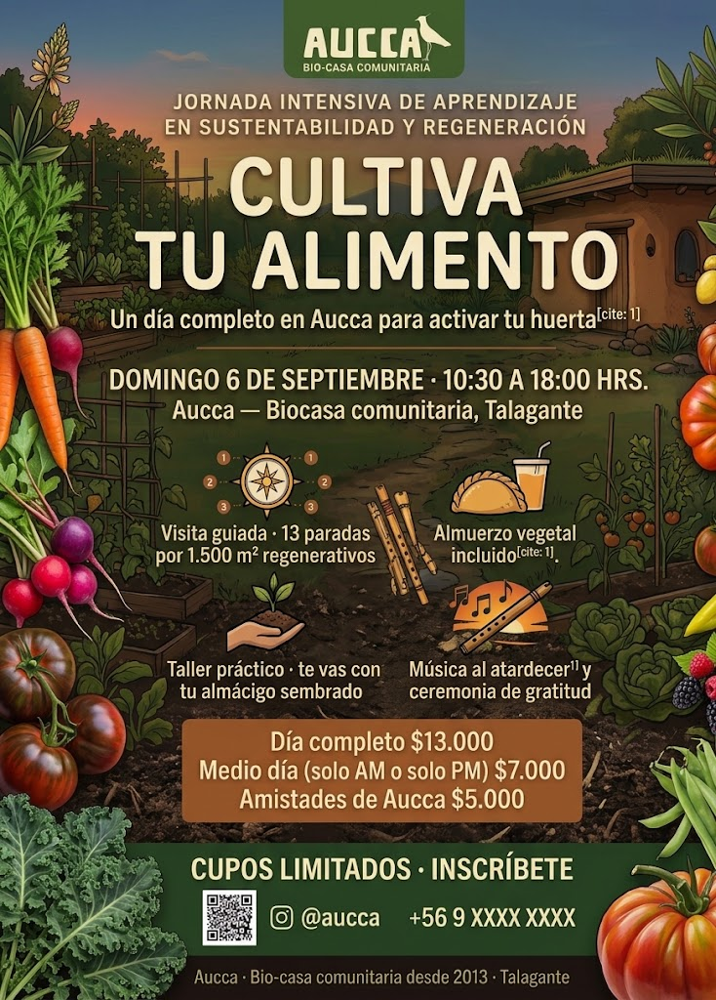 AUCCA
BIO-CASA COMUNITARIA
JORNADA INTENSIVA DE APRENDIZAJE
EN SUSTENTABILIDAD Y REGENERACIÓN
CULTIVA
TU ALIMENTO
Un día completo en Aucca para activar tu huerta[cite: 1]
DOMINGO 6 DE SEPTIEMBRE · 10:30 A 18:00 HRS.
Aucca — Biocasa comunitaria, Talagante
1 1
2 2
3 3
Visita guiada · 13 paradas
por 1.500 m² regenerativos
Almuerzo vegetal
incluido[cite: 1].
Taller práctico · te vas con
tu almácigo sembrado
Música al atardecer¹¹ y
ceremonia de gratitud
Día completo $13.000
Medio día (solo AM o solo PM) $7.000
Amistades de Aucca $5.000
CUPOS LIMITADOS · INSCRÍBETE
@aucca +56 9 XXXX XXXX
Aucca · Bio-casa comunitaria desde 2013 · Talagante